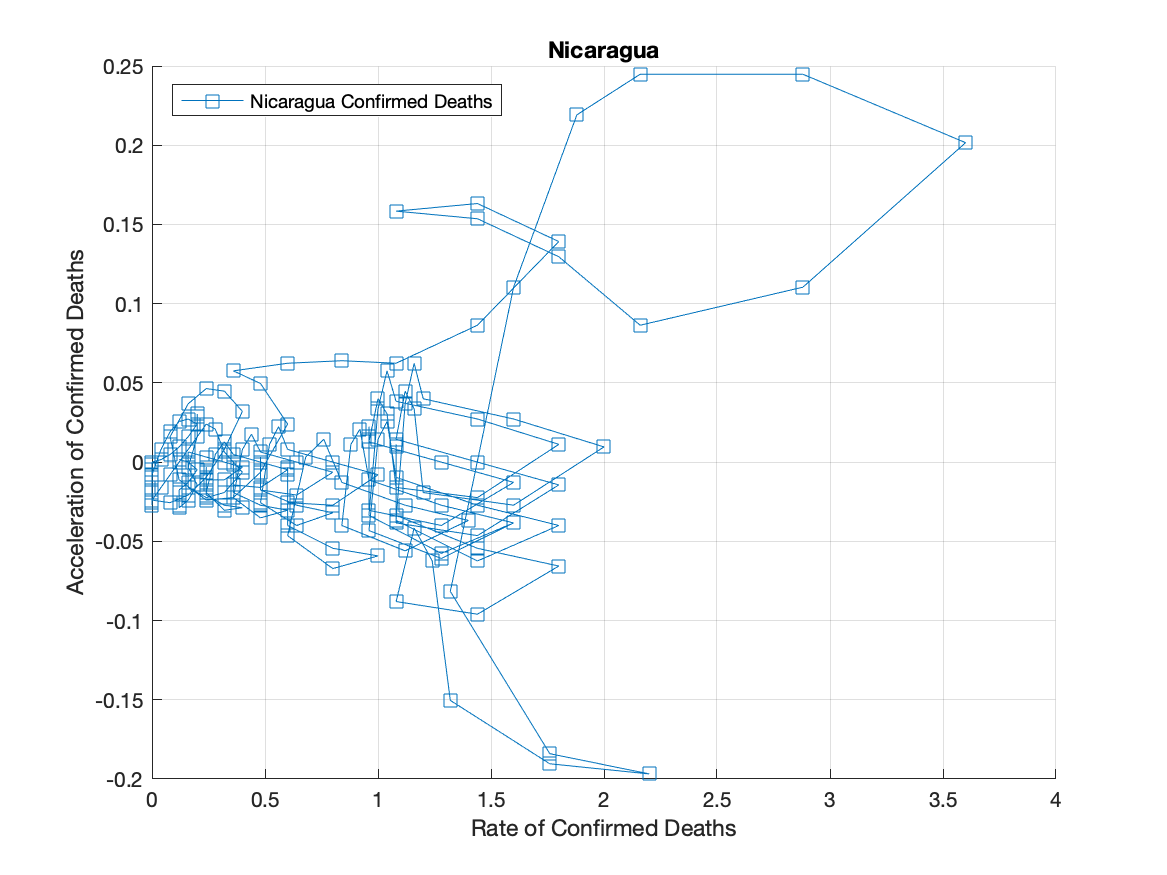 Nicaragua
Nicaragua Confirmed Deaths
Acceleration of Confirmed Deaths
0.25
0.2
0.15
0.1
0.05
0
-0.05
-0.1
-0.15
-0.2
0 0.5 1 1.5 2 2.5 3 3.5 4
Rate of Confirmed Deaths